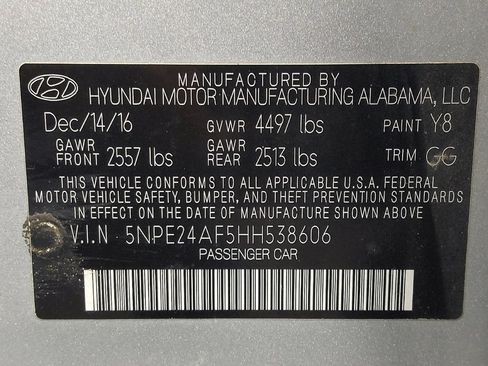 MANUFACTURED BY
HYUNDAI MOTOR MANUFACTURING ALABAMA, LLC
Dec/14/16 GVWR 4497 lbs PAINT Y8
GAWR FRONT 2557 lbs GAWR REAR 2513 lbs TRIM GG
THIS VEHICLE CONFORMS TO ALL APPLICABLE U.S.A. FEDERAL
MOTOR VEHICLE SAFETY, BUMPER, AND THEFT PREVENTION STANDARDS
IN EFFECT ON THE DATE OF MANUFACTURE SHOWN ABOVE
V.I.N 5NPE24AF5HH538606
PASSENGER CAR